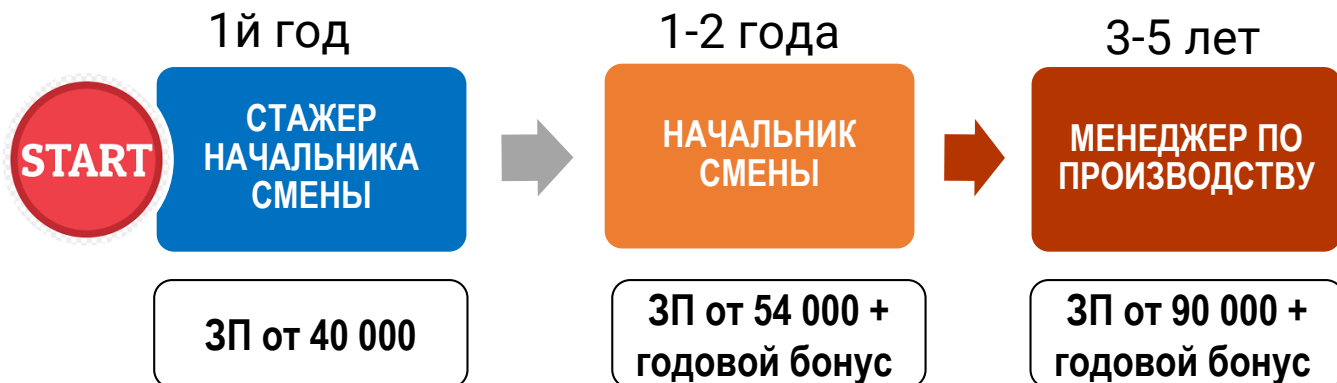 1й год
1-2 года
3-5 лет
START
СТАЖЕР
НАЧАЛЬНИКА
СМЕНЫ
НАЧАЛЬНИК
СМЕНЫ
МЕНЕДЖЕР ПО
ПРОИЗВОДСТВУ
ЗП от 40 000
ЗП от 54 000 +
годовой бонус
ЗП от 90 000 +
годовой бонус